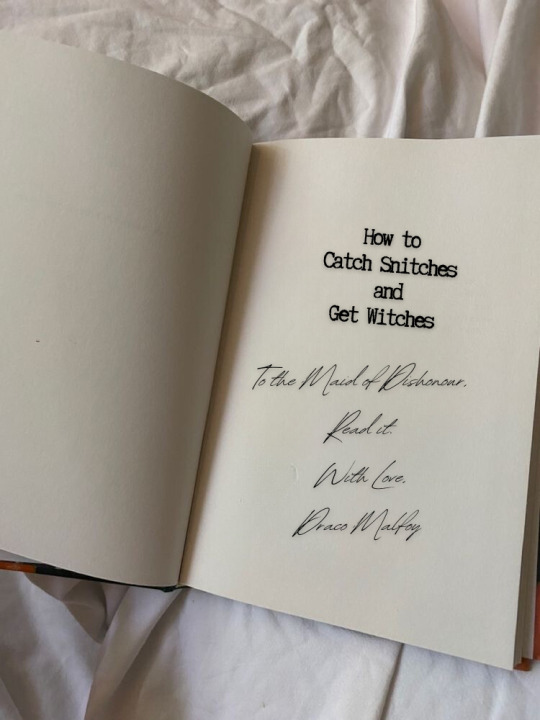 How to
Catch Snitches
and
Get Witches
To the Maid of Dishonour.
Read it.
With Love,
Draco Malfoy